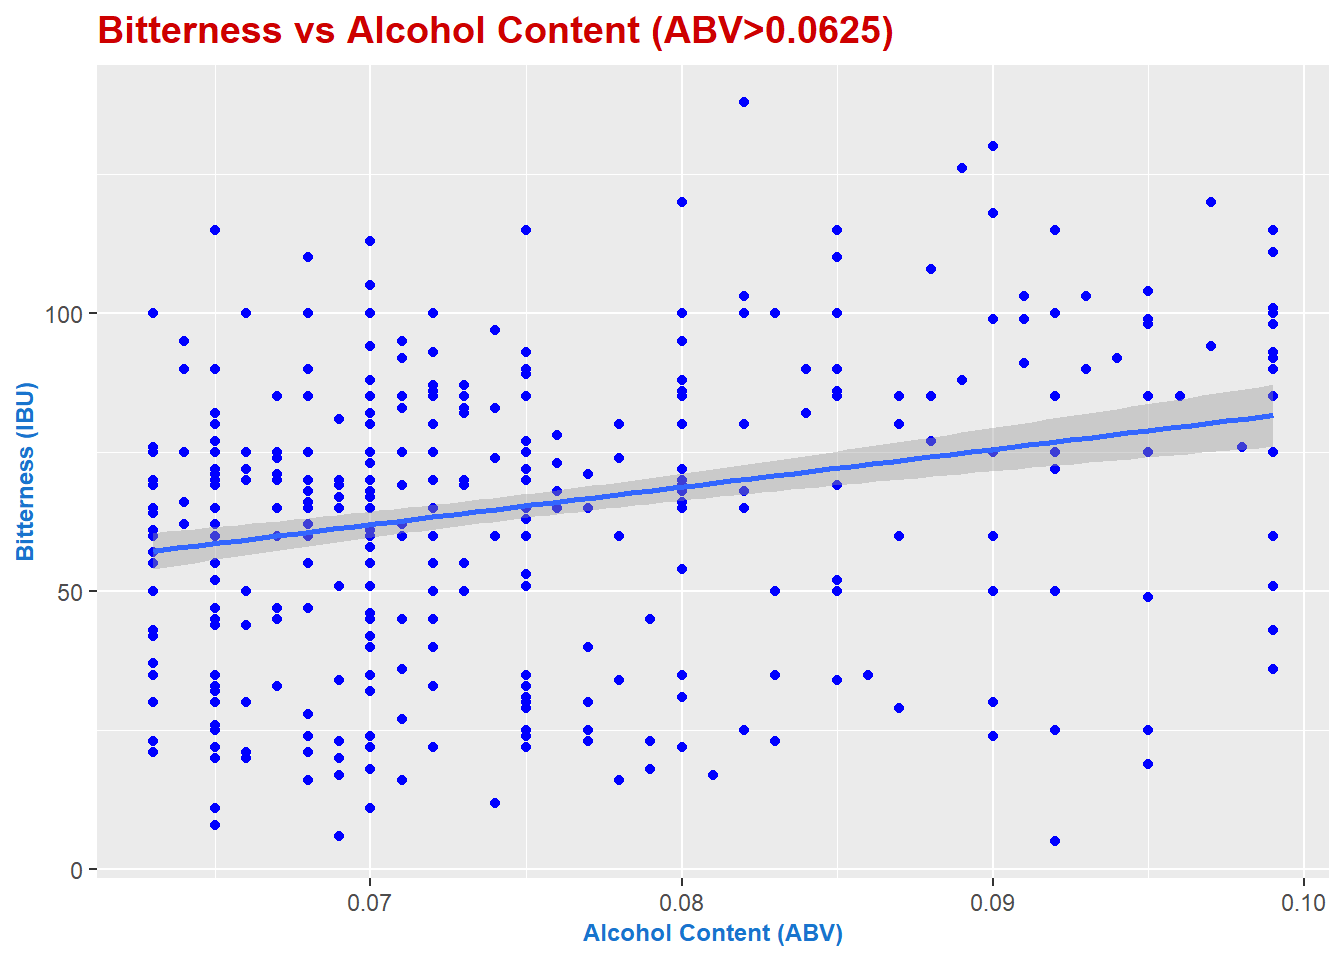 Bitterness vs Alcohol Content (ABV>0.0625)
Bitterness (IBU)
100
50
0
0.07 0.08 0.09 0.10
Alcohol Content (ABV)